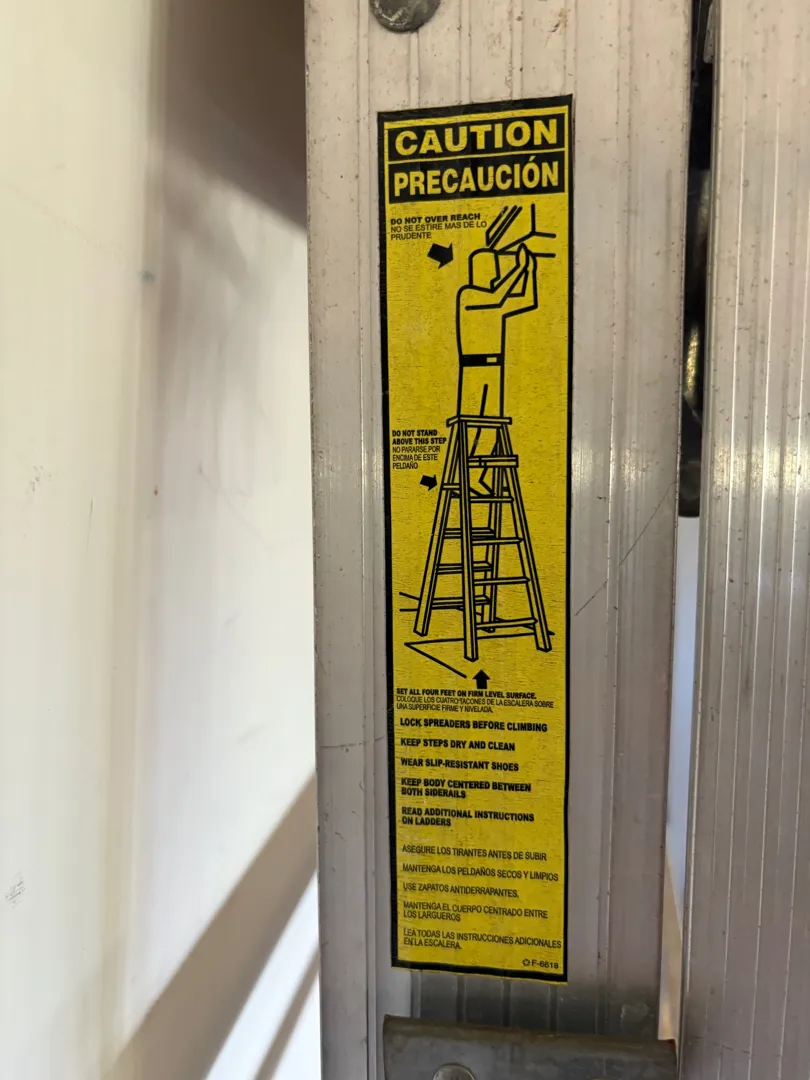 CAUTION
PRECAUCIÓN
DO NOT OVER REACH
NO SE ESTIRE MAS DE LO
PRUDENTE
DO NOT STAND
ABOVE THIS STEP
NO PARARSE POR
ENCIMA DE ESTE
PELDAÑO
SET ALL FOUR FEET ON FIRM LEVEL SURFACE.
COLOQUE LOS CUATRO TACONES DE LA ESCALERA SOBRE
UNA SUPERFICIE FIRME Y NIVELADA.
LOCK SPREADERS BEFORE CLIMBING
KEEP STEPS DRY AND CLEAN
WEAR SLIP-RESISTANT SHOES
KEEP BODY CENTERED BETWEEN
BOTH SIDERAILS
READ ADDITIONAL INSTRUCTIONS
ON LADDERS
ASEGURE LOS TIRANTES ANTES DE SUBIR
MANTENGA LOS PELDAÑOS SECOS Y LIMPIOS
USE ZAPATOS ANTIDERRAPANTES.
MANTENGA EL CUERPO CENTRADO ENTRE
LOS LARGUEROS
LEA TODAS LAS INSTRUCCIONES ADICIONALES
EN LA ESCALERA.
F-6618